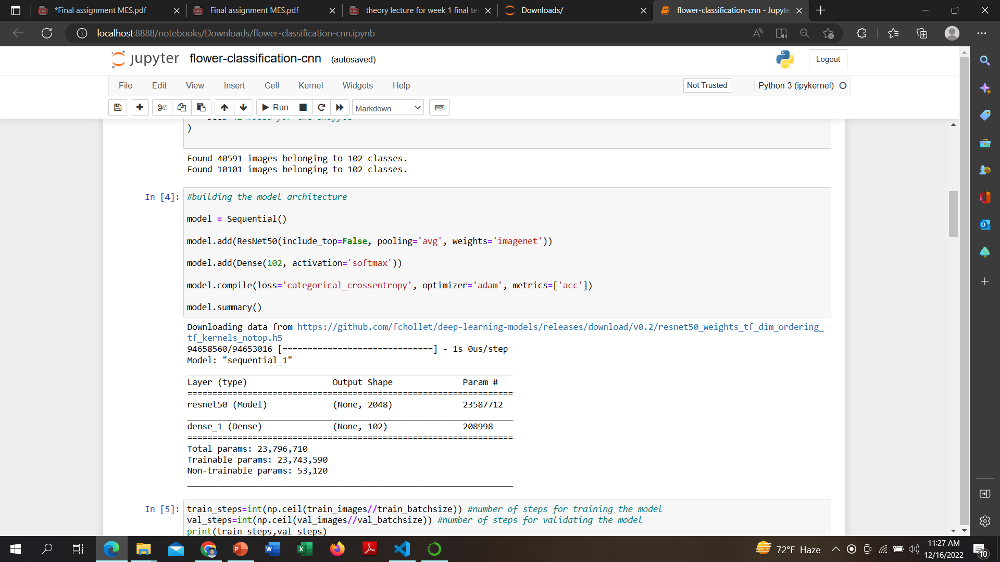 *Final assignment MES.pdf
Final assignment MES.pdf
theory lecture for week 1 final te
Downloads/
flower-classification-cnn - Jupyte
localhost:8888/notebooks/Downloads/flower-classification-cnn.ipynb
jupyter flower-classification-cnn (autosaved)
Logout
File Edit View Insert Cell Kernel Widgets Help
Not Trusted
Python 3 (ipykernel)
Run
Markdown
)
Found 40591 images belonging to 102 classes.
Found 10101 images belonging to 102 classes.
In [4]: #building the model architecture
model = Sequential()
model.add(ResNet50(include_top=False, pooling='avg', weights='imagenet'))
model.add(Dense(102, activation='softmax'))
model.compile(loss='categorical_crossentropy', optimizer='adam', metrics=['acc'])
model.summary()
Downloading data from https://github.com/fchollet/deep-learning-models/releases/download/v0.2/resnet50_weights_tf_dim_ordering_
tf_kernels_notop.h5
94658560/94653016 [==============================] - 1s 0us/step
Model: "sequential_1"
_________________________________________________________________
Layer (type)                 Output Shape              Param #
=================================================================
resnet50 (Model)             (None, 2048)              23587712
_________________________________________________________________
dense_1 (Dense)              (None, 102)               208998
=================================================================
Total params: 23,796,710
Trainable params: 23,743,590
Non-trainable params: 53,120
_________________________________________________________________
In [5]: train_steps=int(np.ceil(train_images//train_batchsize)) #number of steps for training the model
val_steps=int(np.ceil(val_images//val_batchsize)) #number of steps for validating the model
print(train_steps,val_steps)
72°F Haze
11:27 AM
12/16/2022
10